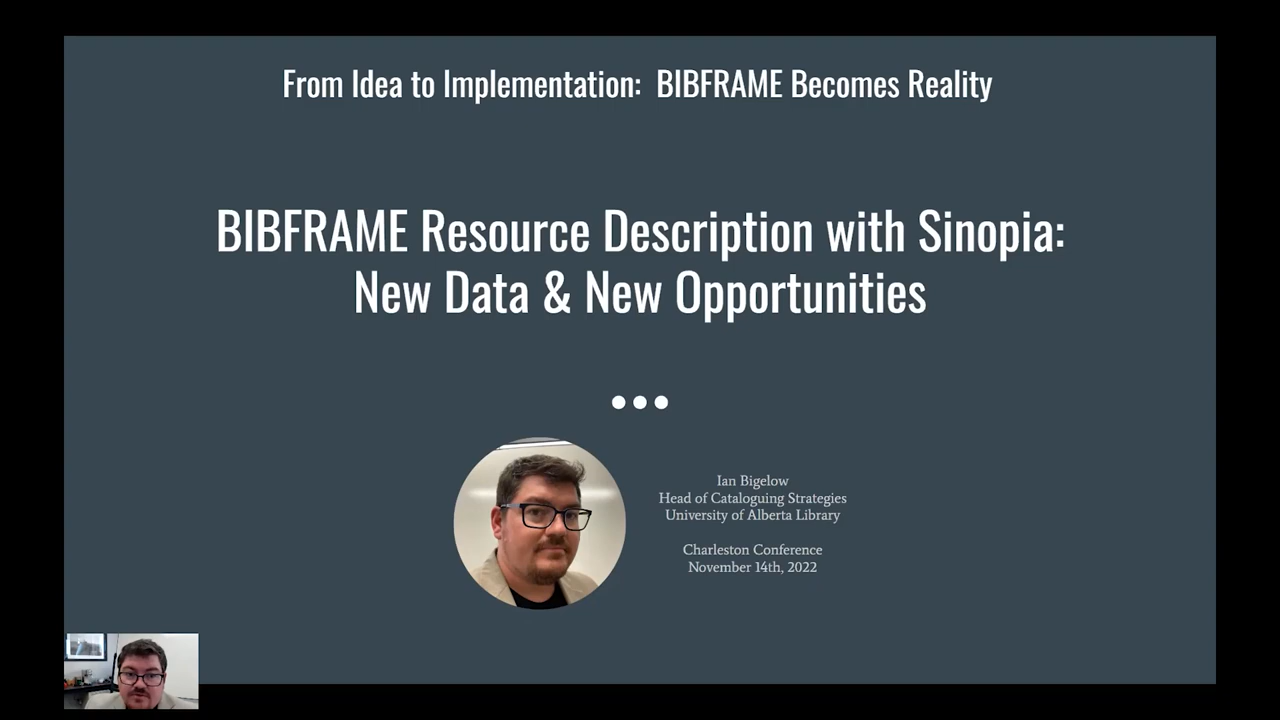 From Idea to Implementation: BIBFRAME Becomes Reality
BIBFRAME Resource Description with Sinopia:
New Data & New Opportunities
Ian Bigelow
Head of Cataloguing Strategies
University of Alberta Library
Charleston Conference
November 14th, 2022